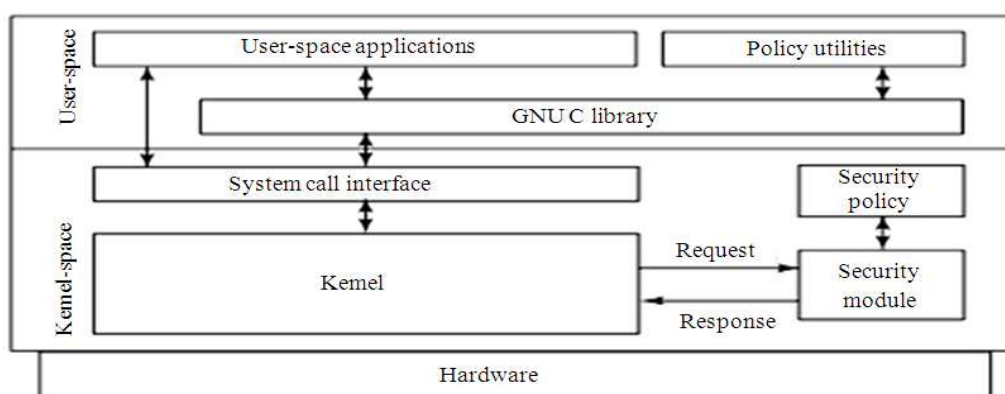 User-space
User-space applications
Policy utilities
GNU C library
Kemel-space
System call interface
Security
policy
Kemel
Request
Response
Security
module
Hardware